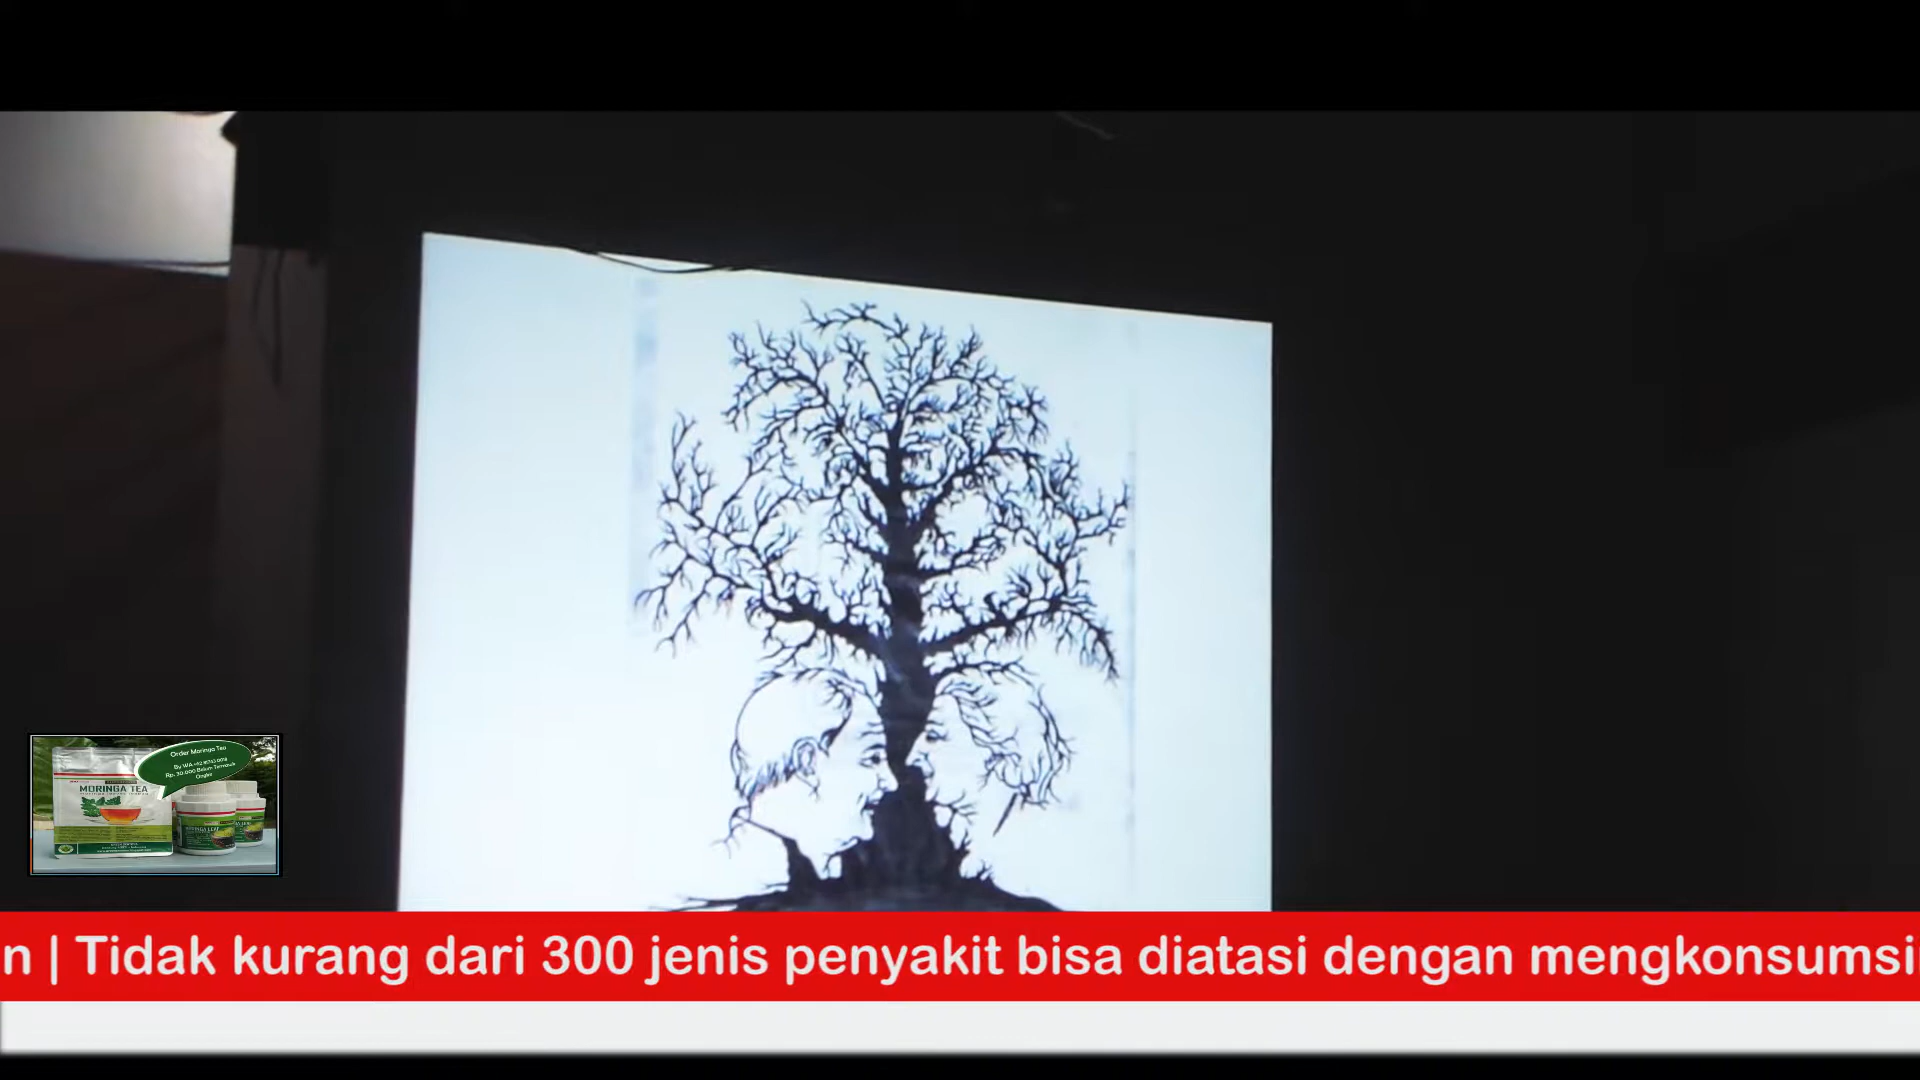 Order Moringa Tea
MORINGA TEA
n | Tidak kurang dari 300 jenis penyakit bisa diatasi dengan mengkonsumsi